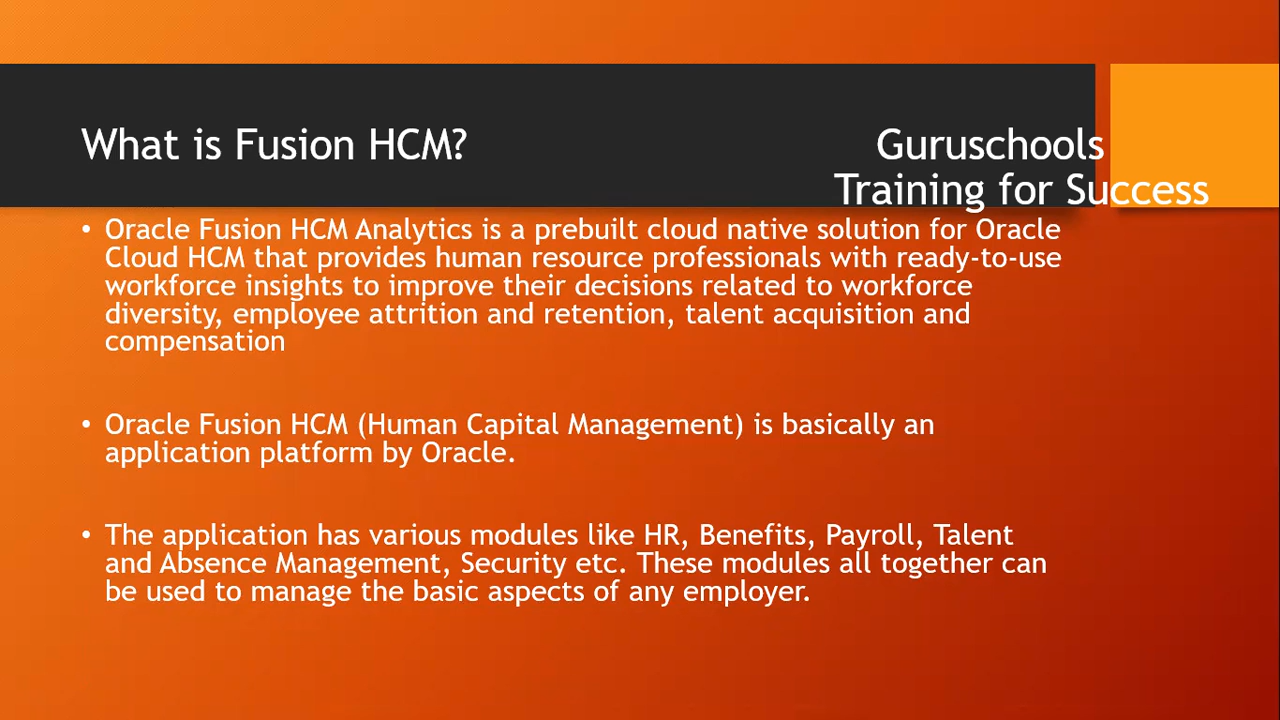 What is Fusion HCM?
Guruschools
Training for Success
• Oracle Fusion HCM Analytics is a prebuilt cloud native solution for Oracle
Cloud HCM that provides human resource professionals with ready-to-use
workforce insights to improve their decisions related to workforce
diversity, employee attrition and retention, talent acquisition and
compensation
• Oracle Fusion HCM (Human Capital Management) is basically an
application platform by Oracle.
• The application has various modules like HR, Benefits, Payroll, Talent
and Absence Management, Security etc. These modules all together can
be used to manage the basic aspects of any employer.